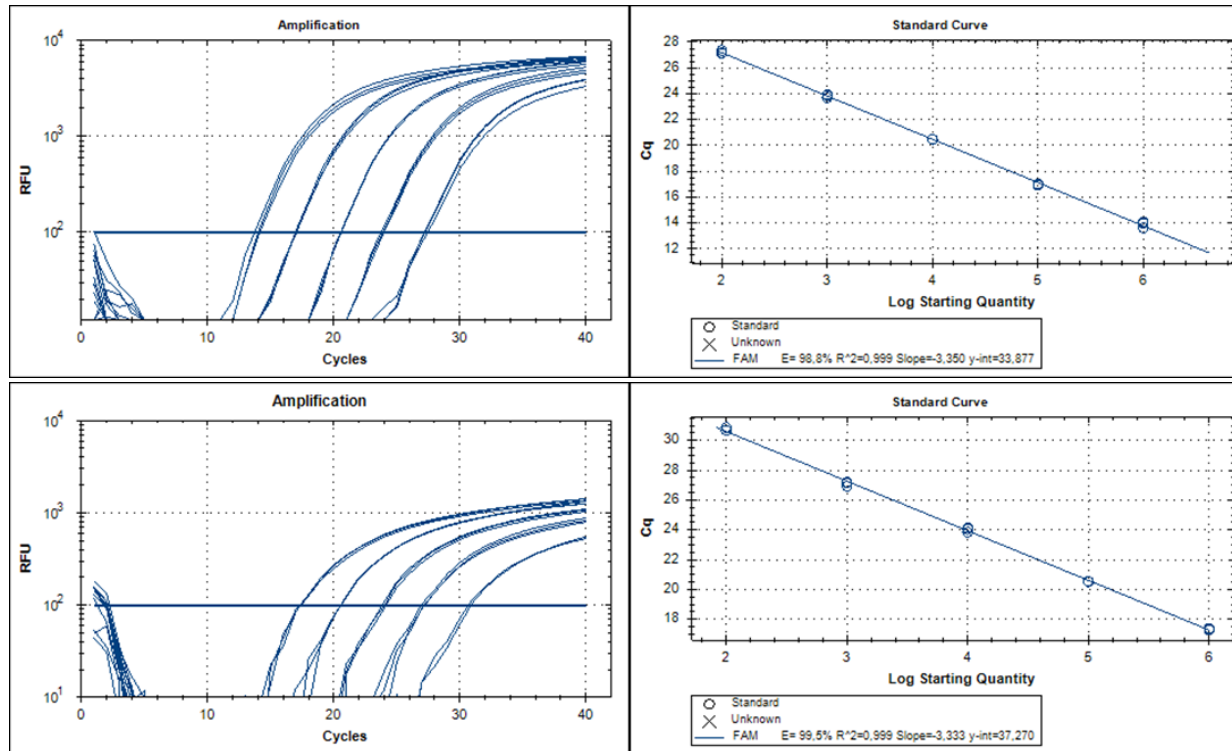 Amplification
10^4
10^3
10^2
RFU
0
10
20
30
40
Cycles
Standard Curve
28
26
24
22
20
18
16
14
12
Cq
2
3
4
5
6
Log Starting Quantity
Standard
Unknown
FAM E= 98,8% R^2=0,999 Slope=-3,350 y-int=33,877
Amplification
10^4
10^3
10^2
10^1
RFU
0
10
20
30
40
Cycles
Standard Curve
30
28
26
24
22
20
18
Cq
2
3
4
5
6
Log Starting Quantity
Standard
Unknown
FAM E= 99,5% R^2=0,999 Slope=-3,333 y-int=37,270